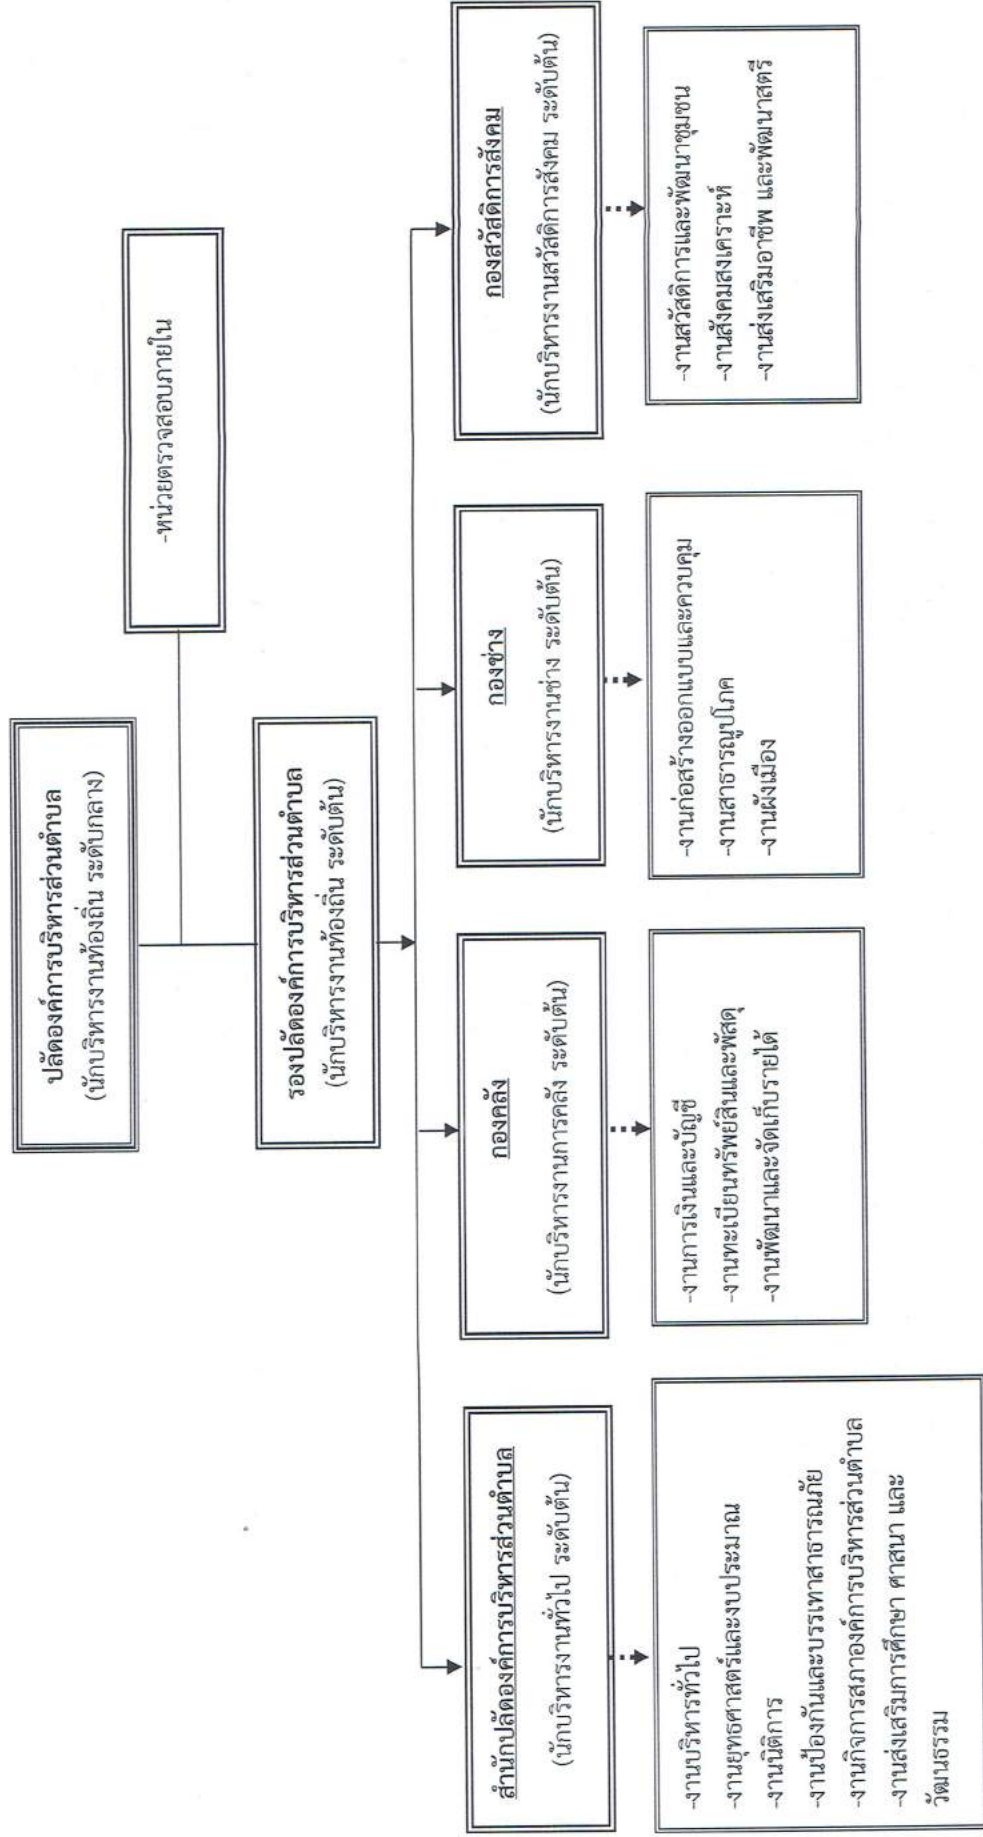 ปลัดองค์การบริหารส่วนตำบล
(นักบริหารงานท้องถิ่น ระดับกลาง)
-หน่วยตรวจสอบภายใน
รองปลัดองค์การบริหารส่วนตำบล
(นักบริหารงานท้องถิ่น ระดับต้น)
สำนักปลัดองค์การบริหารส่วนตำบล
(นักบริหารงานทั่วไป ระดับต้น)
กองคลัง
(นักบริหารงานการคลัง ระดับต้น)
กองช่าง
(นักบริหารงานช่าง ระดับต้น)
กองสวัสดิการสังคม
(นักบริหารงานสวัสดิการสังคม ระดับต้น)
-งานบริหารทั่วไป
-งานยุทธศาสตร์และงบประมาณ
-งานนิติการ
-งานป้องกันและบรรเทาสาธารณภัย
-งานกิจการสภาองค์การบริหารส่วนตำบล
-งานส่งเสริมการศึกษา ศาสนา และ
วัฒนธรรม
-งานการเงินและบัญชี
-งานทะเบียนทรัพย์สินและพัสดุ
-งานพัฒนาและจัดเก็บรายได้
-งานก่อสร้างออกแบบและควบคุม
-งานสาธารณูปโภค
-งานผังเมือง
-งานสวัสดิการและพัฒนาชุมชน
-งานสังคมสงเคราะห์
-งานส่งเสริมอาชีพ และพัฒนาสตรี